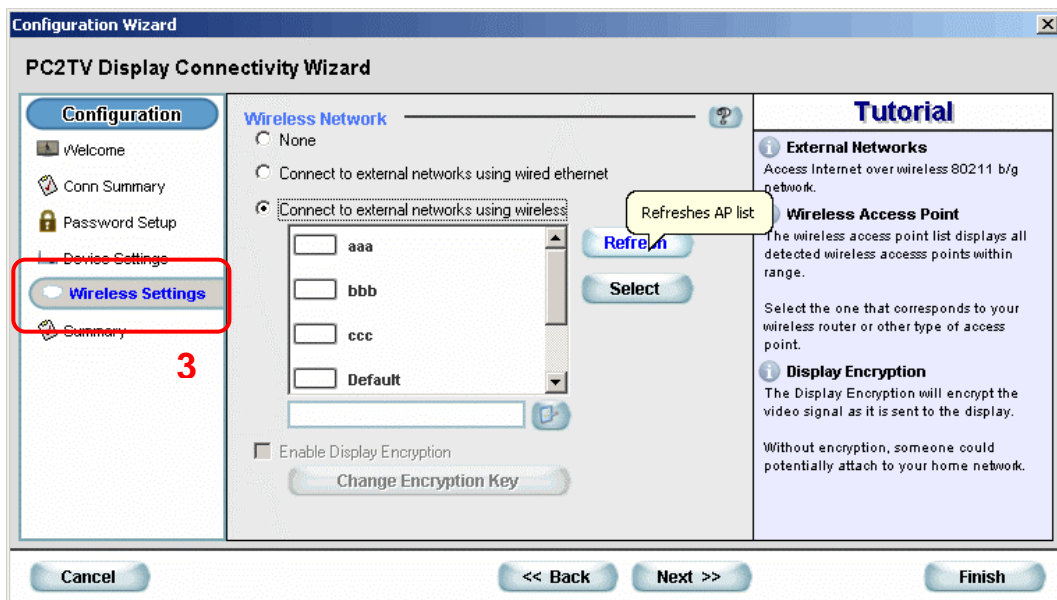 Configuration Wizard
PC2TV Display Connectivity Wizard
Configuration
Welcome
Conn Summary
Password Setup
Device Settings
Wireless Settings
Summary
3
Wireless Network
?
None
Connect to external networks using wired ethernet
Connect to external networks using wireless
aaa
bbb
ccc
Default
Refresh
Refreshes AP list
Select
Enable Display Encryption
Change Encryption Key
Tutorial
External Networks
Access Internet over wireless 80211 b/g
network.
Wireless Access Point
The wireless access point list displays all
detected wireless accesss points within
range.
Select the one that corresponds to your
wireless router or other type of access
point.
Display Encryption
The Display Encryption will encrypt the
video signal as it is sent to the display.
Without encryption, someone could
potentially attach to your home network.
Cancel
<< Back
Next >>
Finish